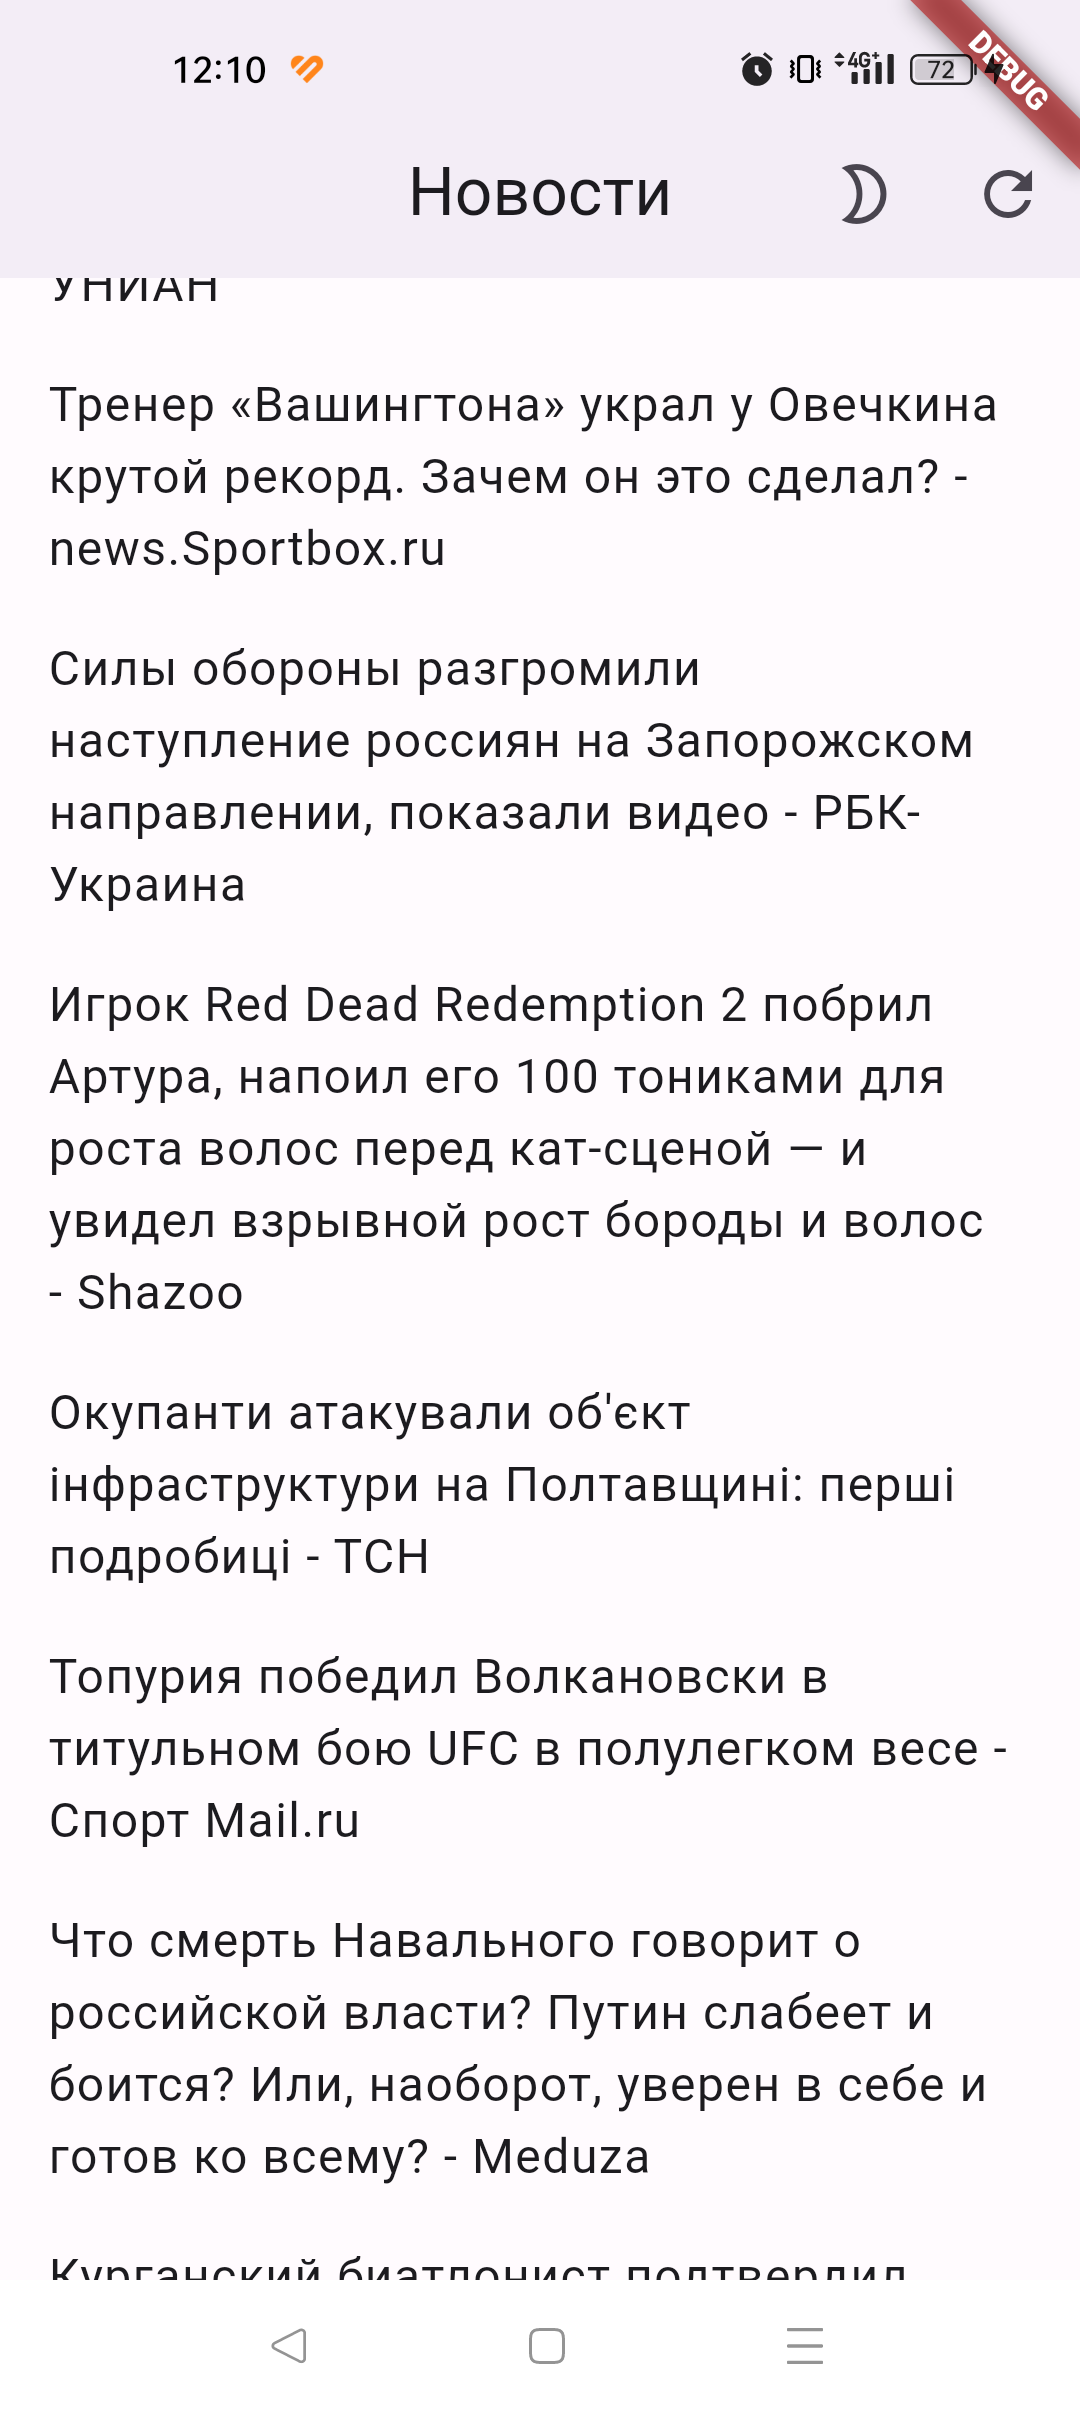 12:10
4G+
72
DEBUG
Новости
УНИАН
Тренер «Вашингтона» украл у Овечкина
крутой рекорд. Зачем он это сделал? -
news.Sportbox.ru
Силы обороны разгромили
наступление россиян на Запорожском
направлении, показали видео - РБК-
Украина
Игрок Red Dead Redemption 2 побрил
Артура, напоил его 100 тониками для
роста волос перед кат-сценой — и
увидел взрывной рост бороды и волос
- Shazoo
Окупанти атакували об'єкт
інфраструктури на Полтавщині: перші
подробиці - ТСН
Топурия победил Волкановски в
титульном бою UFC в полулегком весе -
Спорт Mail.ru
Что смерть Навального говорит о
российской власти? Путин слабеет и
боится? Или, наоборот, уверен в себе и
готов ко всему? - Meduza
Курганский биатлонист подтвердил